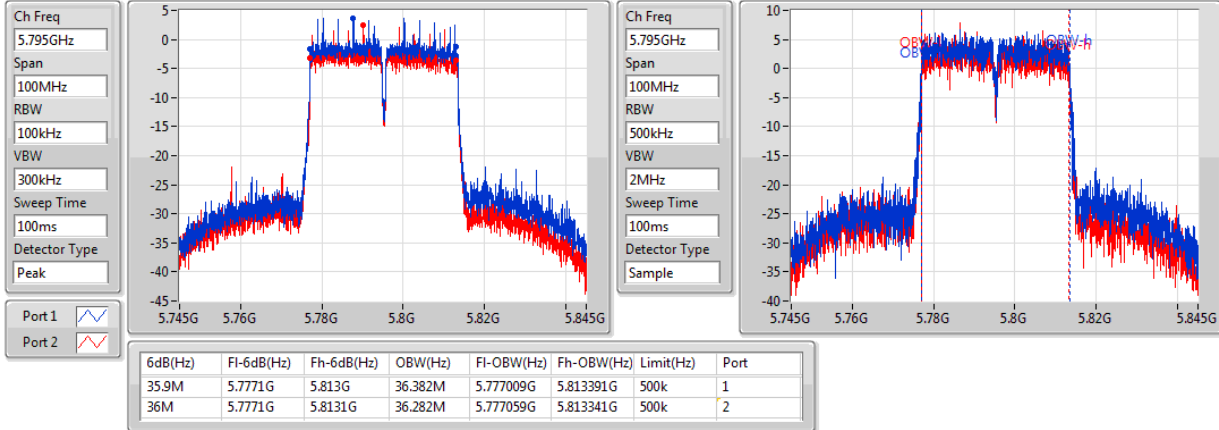 Ch Freq
5.795GHz
Span
100MHz
RBW
100kHz
VBW
300kHz
Sweep Time
100ms
Detector Type
Peak
Port 1
Port 2
5
0
-5
-10
-15
-20
-25
-30
-35
-40
-45
5.745G 5.76G 5.78G 5.8G 5.82G 5.845G
Ch Freq
5.795GHz
Span
100MHz
RBW
500kHz
VBW
2MHz
Sweep Time
100ms
Detector Type
Sample
10
5
0
-5
-10
-15
-20
-25
-30
-35
-40
5.745G 5.76G 5.78G 5.8G 5.82G 5.845G
6dB(Hz) Fl-6dB(Hz) Fh-6dB(Hz) OBW(Hz) Fl-OBW(Hz) Fh-OBW(Hz) Limit(Hz) Port
35.9M 5.7771G 5.813G 36.382M 5.777009G 5.813391G 500k 1
36M 5.7771G 5.8131G 36.282M 5.777059G 5.813341G 500k 2